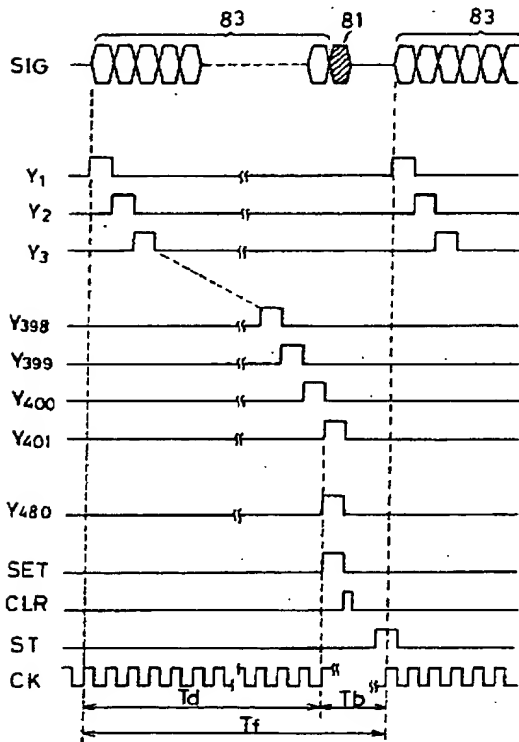 83 81 83
SIG
Y1
Y2
Y3
Y398
Y399
Y400
Y401
Y480
SET
CLR
ST
CK
Td Tb
Tf